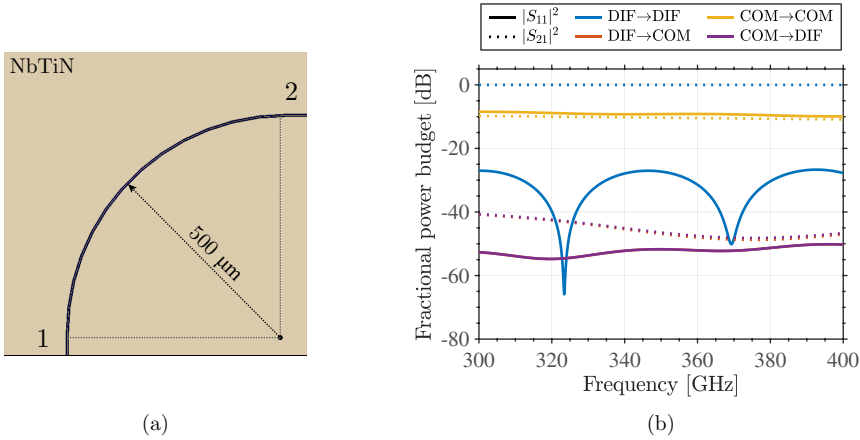 NbTiN
2
500 μm
1
(a)
|S₁₁|² DIF→DIF COM→COM
|S₂₁|² DIF→COM COM→DIF
Fractional power budget [dB]
0
-20
-40
-60
-80
300 320 340 360 380 400
Frequency [GHz]
(b)